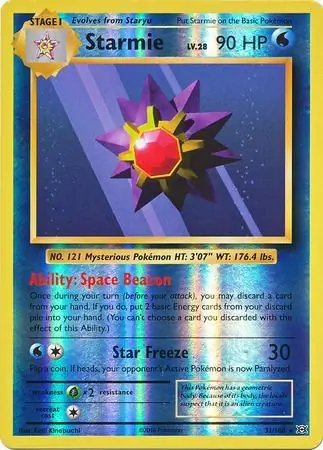 STAGE 1 Evolves from Staryu Put Starmie on the Basic Pokémon
Starmie LV.28 90 HP
NO. 121 Mysterious Pokémon HT: 3'07" WT: 176.4 lbs.
Ability: Space Beacon
Once during your turn (before your attack), you may discard a card
from your hand. If you do, put 2 basic Energy cards from your discard
pile into your hand. (You can't choose a card you discarded with the
effect of this Ability.)
Star Freeze 30
Flip a coin. If heads, your opponent's Active Pokémon is now Paralyzed.
weakness ×2 resistance
retreat
cost
This Pokémon has a geometric
body. Because of its body, the locals
suspect that it is an alien creature.
Illus. Keiji Kinebuchi ©2016 Pokémon 31/108